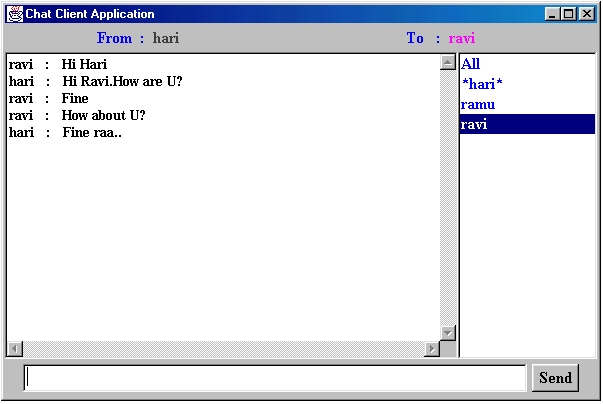 Chat Client Application
From : hari To : ravi
ravi : Hi Hari
hari : Hi Ravi.How are U?
ravi : Fine
ravi : How about U?
hari : Fine raa..
All
*hari*
ramu
ravi
Send